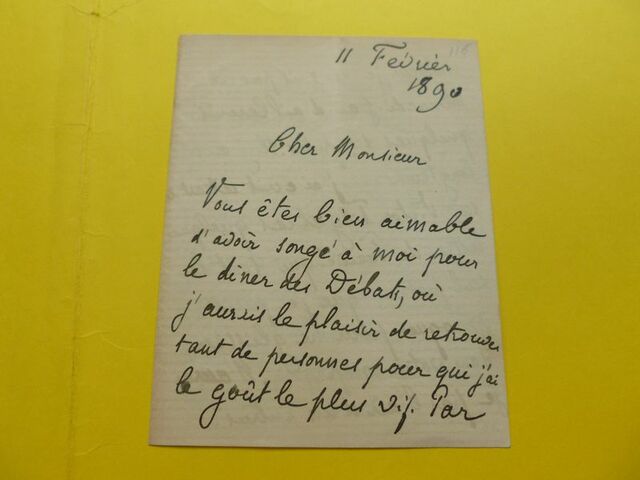 11 Février
1890
Cher Monsieur
Vous êtes bien aimable
d'avoir songé à moi pour
le diner des Débats, où
j'aurais le plaisir de retrouver
tant de personnes pour qui j'ai
le goût le plus vif. Par